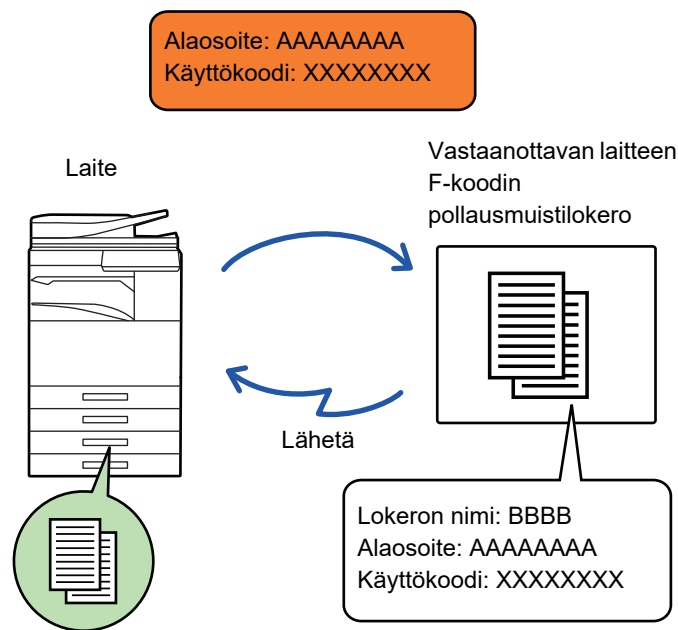 Alaosoite: AAAAAAAA
Käyttökoodi: XXXXXXXX
Laite
Vastaanottavan laitteen
F-koodin
pollausmuistilokero
Lähetä
Lokeron nimi: BBBB
Alaosoite: AAAAAAAA
Käyttökoodi: XXXXXXXX